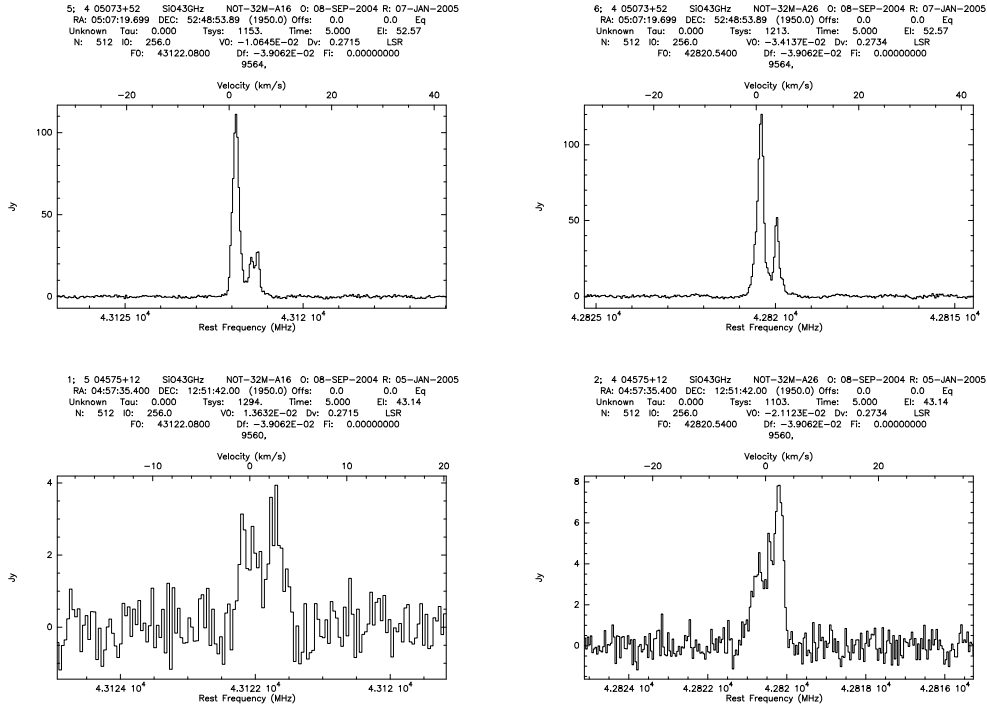 5; 4 05073+52 SiO43GHz NOT-32M-A16 O: 08-SEP-2004 R: 07-JAN-2005
RA: 05:07:19.699 DEC: 52:48:53.89 (1950.0) Offs: 0.0 0.0 Eq
Unknown Tau: 0.000 Tsys: 1153. Time: 5.000 El: 52.57
N: 512 I0: 256.0 V0: -1.0645E-02 Dv: 0.2715 LSR
F0: 43122.0800 Df: -3.9062E-02 Fi: 0.00000000
9564,
Velocity (km/s)
-20 0 20 40
100
50
0
Jy
4.3125 10^4 4.312 10^4
Rest Frequency (MHz)
6; 4 05073+52 SiO43GHz NOT-32M-A26 O: 08-SEP-2004 R: 07-JAN-2005
RA: 05:07:19.699 DEC: 52:48:53.89 (1950.0) Offs: 0.0 0.0 Eq
Unknown Tau: 0.000 Tsys: 1213. Time: 5.000 El: 52.57
N: 512 I0: 256.0 V0: -3.4137E-02 Dv: 0.2734 LSR
F0: 42820.5400 Df: -3.9062E-02 Fi: 0.00000000
9564,
Velocity (km/s)
-20 0 20 40
100
50
0
Jy
4.2825 10^4 4.282 10^4 4.2815 10^4
Rest Frequency (MHz)
1; 5 04575+12 SiO43GHz NOT-32M-A16 O: 08-SEP-2004 R: 05-JAN-2005
RA: 04:57:35.400 DEC: 12:51:42.00 (1950.0) Offs: 0.0 0.0 Eq
Unknown Tau: 0.000 Tsys: 1294. Time: 5.000 El: 43.14
N: 512 I0: 256.0 V0: 1.3632E-02 Dv: 0.2715 LSR
F0: 43122.0800 Df: -3.9062E-02 Fi: 0.00000000
9560,
Velocity (km/s)
-10 0 10 20
4
2
0
Jy
4.3124 10^4 4.3122 10^4 4.312 10^4
Rest Frequency (MHz)
2; 4 04575+12 SiO43GHz NOT-32M-A26 O: 08-SEP-2004 R: 05-JAN-2005
RA: 04:57:35.400 DEC: 12:51:42.00 (1950.0) Offs: 0.0 0.0 Eq
Unknown Tau: 0.000 Tsys: 1103. Time: 5.000 El: 43.14
N: 512 I0: 256.0 V0: -2.1123E-02 Dv: 0.2734 LSR
F0: 42820.5400 Df: -3.9062E-02 Fi: 0.00000000
9560,
Velocity (km/s)
-20 0 20
8
6
4
2
0
Jy
4.2824 10^4 4.2822 10^4 4.282 10^4 4.2818 10^4 4.2816 10^4
Rest Frequency (MHz)